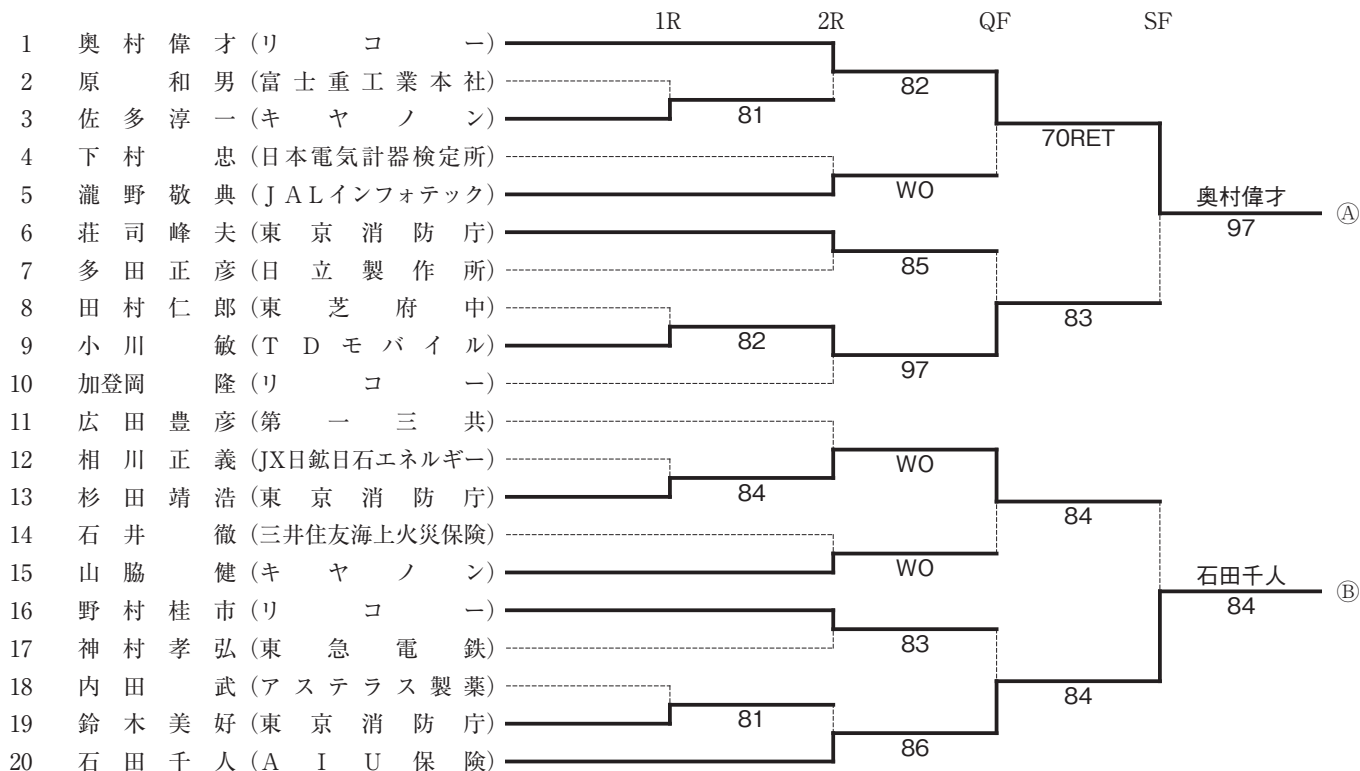 1R 2R QF SF
1 奥村偉才(リコー)
2 原和男(富士重工業本社)
82
3 佐多淳一(キヤノン)
81
70RET
4 下村忠(日本電気計器検定所)
5 瀧野敬典(JALインフォテック)
WO
奥村偉才
Ⓐ
97
6 荘司峰夫(東京消防庁)
7 多田正彦(日立製作所)
85
8 田村仁郎(東芝府中)
83
9 小川敏(TDモバイル)
82
97
10 加登岡隆(リコー)
11 広田豊彦(第一三共)
12 相川正義(JX日鉱日石エネルギー)
WO
13 杉田靖浩(東京消防庁)
84
84
14 石井徹(三井住友海上火災保険)
15 山脇健(キヤノン)
WO
石田千人
Ⓑ
84
16 野村桂市(リコー)
17 神村孝弘(東急電鉄)
83
18 内田武(アステラス製薬)
84
19 鈴木美好(東京消防庁)
81
86
20 石田千人(AIU保険)